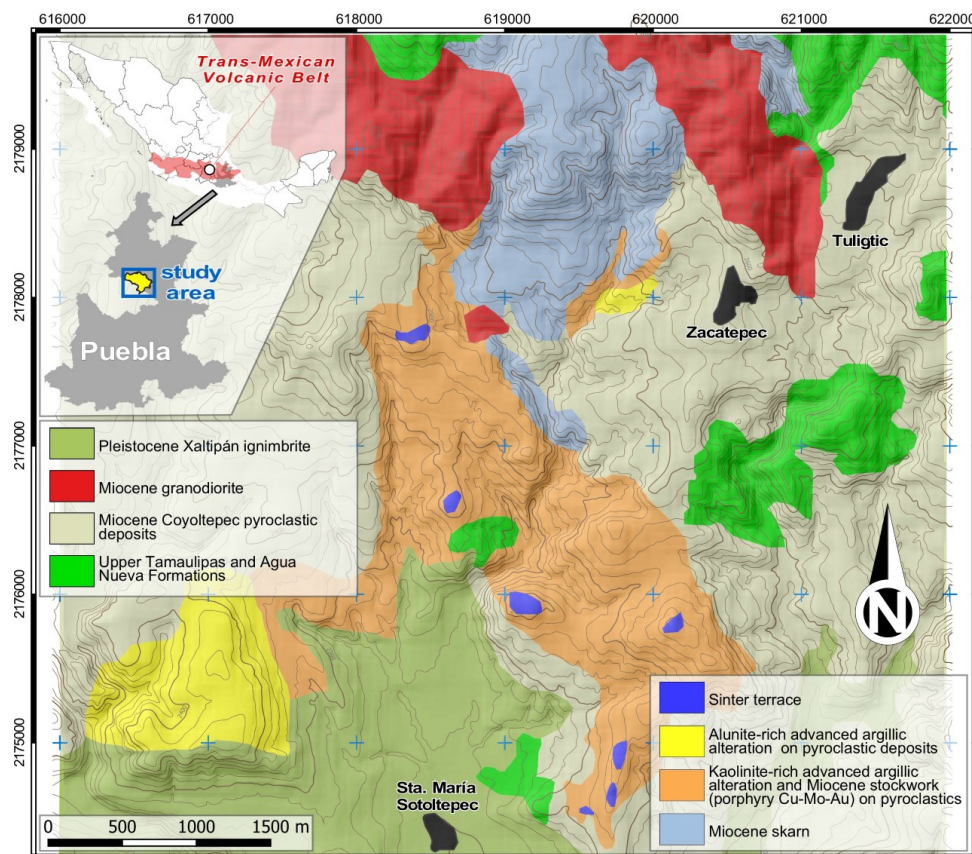 616000
617000
618000
619000
620000
621000
622000
2179000
2178000
2177000
2176000
2175000
Trans-Mexican
Volcanic Belt
study
area
Puebla
Tuligtic
Zacatepec
Pleistocene Xaltipán ignimbrite
Miocene granodiorite
Miocene Coyoltepec pyroclastic
deposits
Upper Tamaulipas and Agua
Nueva Formations
N
Sinter terrace
Alunite-rich advanced argillic
alteration on pyroclastic deposits
Kaolinite-rich advanced argillic
alteration and Miocene stockwork
(porphyry Cu-Mo-Au) on pyroclastics
Miocene skarn
Sta. María
Sotoltepec
0 500 1000 1500 m